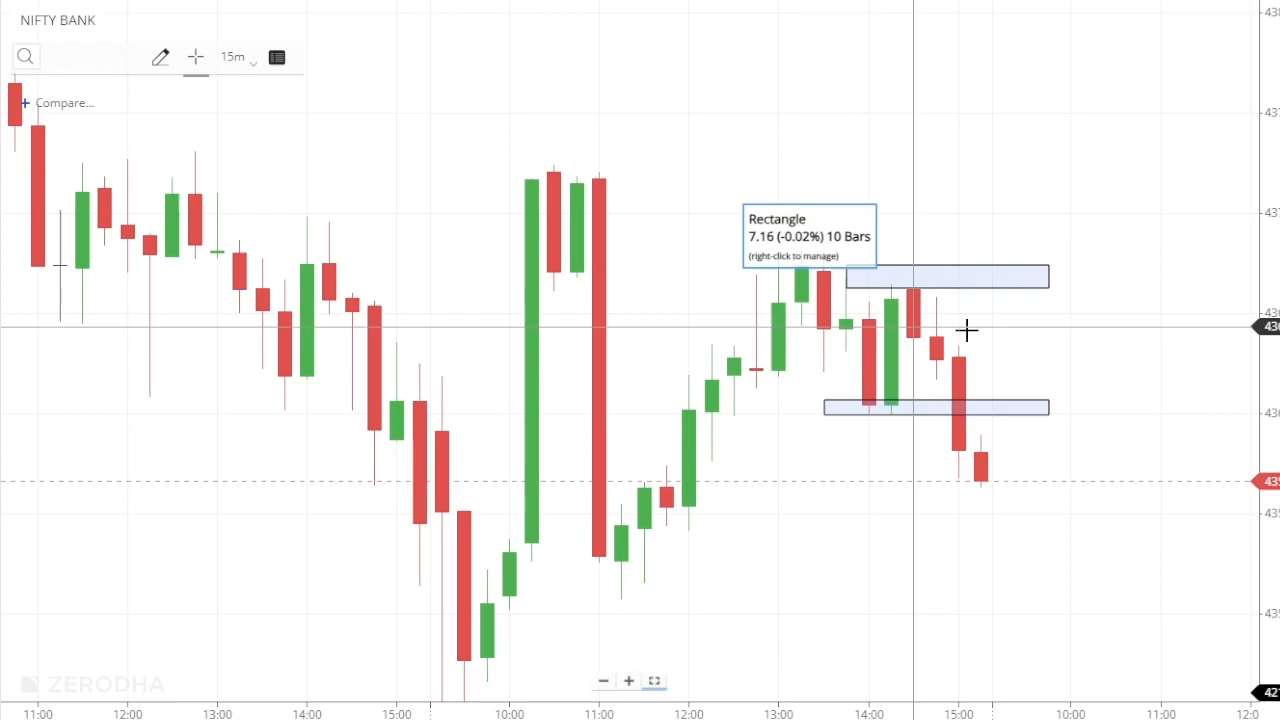 NIFTY BANK
15m
+ Compare...
Rectangle
7.16 (-0.02%) 10 Bars
(right-click to manage)
ZERODHA
11:00 12:00 13:00 14:00 15:00 10:00 11:00 12:00 13:00 14:00 15:00 10:00 11:00